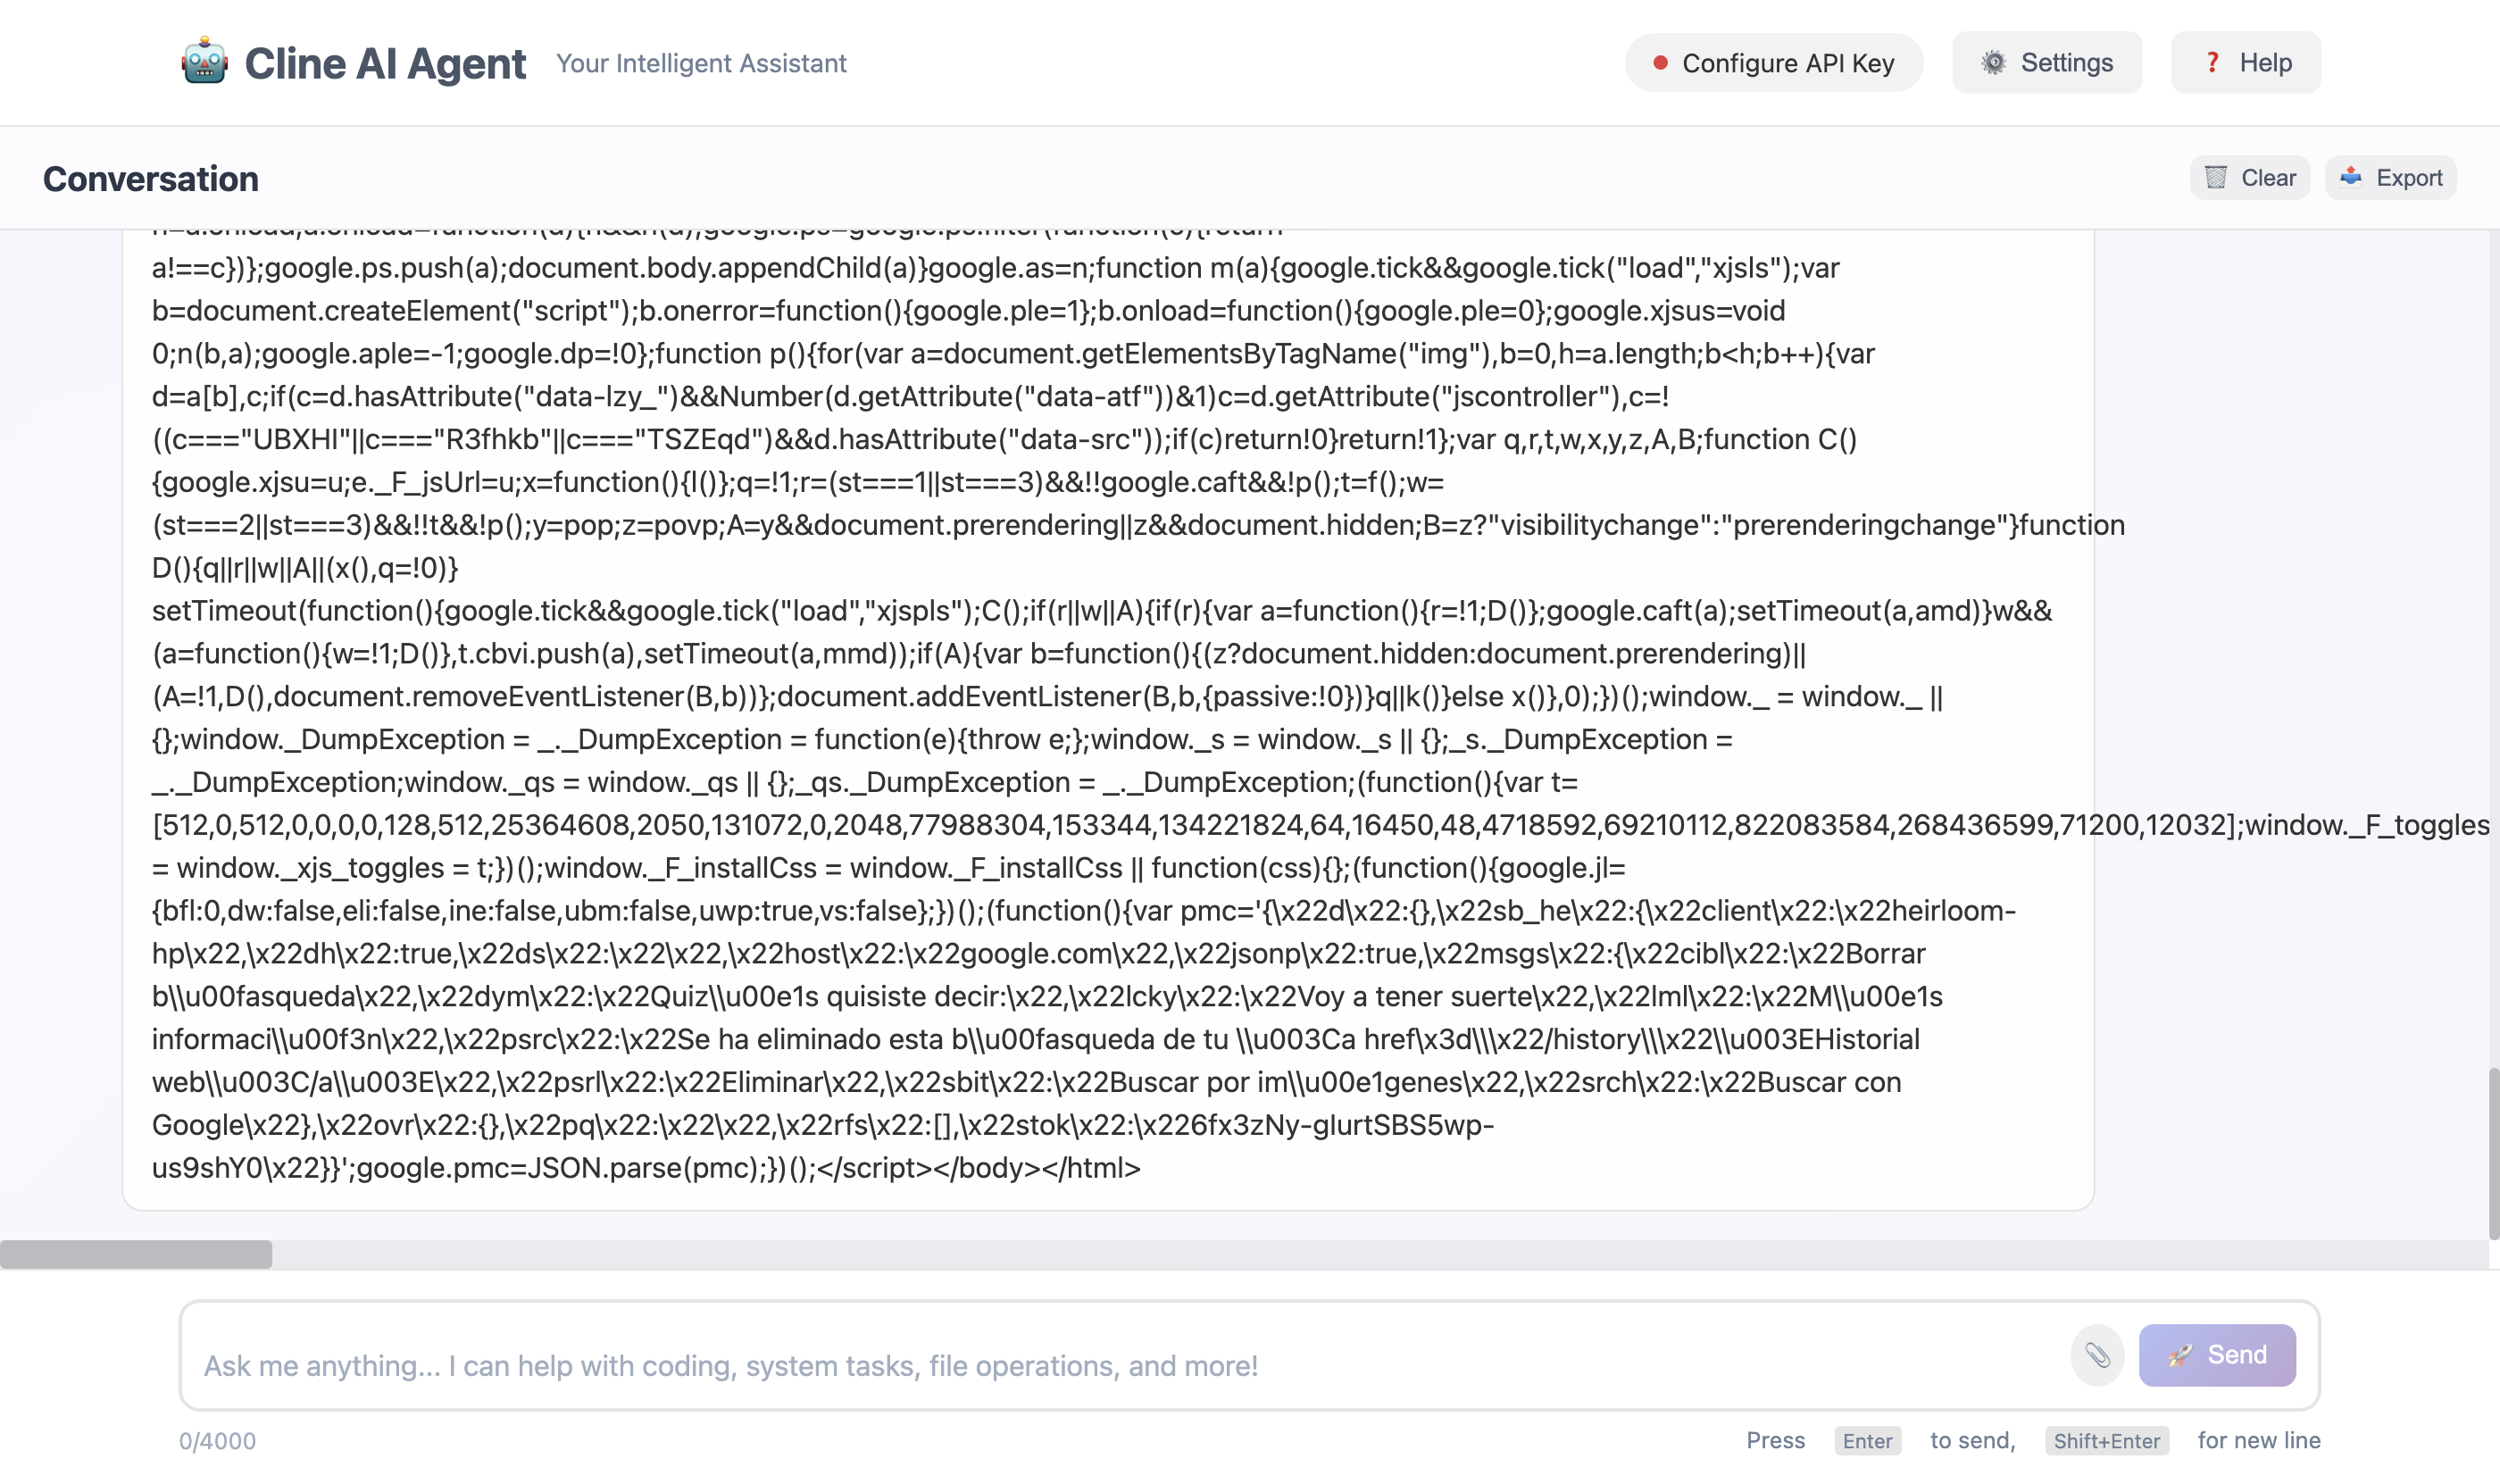 Cline AI Agent
Your Intelligent Assistant
Configure API Key
Settings
Help
Conversation
Clear
Export
a!==c})};google.ps.push(a);document.body.appendChild(a)}google.as=n;function m(a){google.tick&&google.tick("load","xjsls");var
b=document.createElement("script");b.onerror=function(){google.ple=1};b.onload=function(){google.ple=0};google.xjsus=void
0;n(b,a);google.aple=-1;google.dp=!0};function p(){for(var a=document.getElementsByTagName("img"),b=0,h=a.length;b<h;b++){var
d=a[b],c;if(c=d.hasAttribute("data-lzy_")&&Number(d.getAttribute("data-atf"))&1)c=d.getAttribute("jscontroller"),c=!
((c==="UBXHI"||c==="R3fhkb"||c==="TSZEqd")&&d.hasAttribute("data-src"));if(c)return!0}return!1};var q,r,t,w,x,y,z,A,B;function C()
{google.xjsu=u;e._F_jsUrl=u;x=function(){l()};q=!1;r=(st===1||st===3)&&!!google.caft&&!p();t=f();w=
(st===2||st===3)&&!!t&&!p();y=pop;z=povp;A=y&&document.prerendering||z&&document.hidden;B=z?"visibilitychange":"prerenderingchange"}function
D(){q||r||w||A||(x(),q=!0)}
setTimeout(function(){google.tick&&google.tick("load","xjspls");C();if(r||w||A){if(r){var a=function(){r=!1;D()};google.caft(a);setTimeout(a,amd)}w&&
(a=function(){w=!1;D()},t.cbvi.push(a),setTimeout(a,mmd));if(A){var b=function(){(z?document.hidden:document.prerendering)||
(A=!1,D(),document.removeEventListener(B,b))};document.addEventListener(B,b,{passive:!0})}q||k()}else x()},0);})();window._ = window._ ||
{};window._DumpException = _._DumpException = function(e){throw e;};window._s = window._s || {};_s._DumpException =
_._DumpException;window._qs = window._qs || {};_qs._DumpException = _._DumpException;(function(){var t=
[512,0,512,0,0,0,0,128,512,25364608,2050,131072,0,2048,77988304,153344,134221824,64,16450,48,4718592,69210112,822083584,268436599,71200,12032];window._F_toggles
= window._xjs_toggles = t;})();window._F_installCss = window._F_installCss || function(css){};(function(){google.jl=
{bfl:0,dw:false,eli:false,ine:false,ubm:false,uwp:true,vs:false};})();(function(){var pmc='{\x22d\x22:{},\x22sb_he\x22:{\x22client\x22:\x22heirloom-
hp\x22,\x22dh\x22:true,\x22ds\x22:\x22\x22,\x22host\x22:\x22google.com\x22,\x22jsonp\x22:true,\x22msgs\x22:{\x22cibl\x22:\x22Borrar
b\\u00fasqueda\x22,\x22dym\x22:\x22Quiz\\u00e1s quisiste decir:\x22,\x22lcky\x22:\x22Voy a tener suerte\x22,\x22lml\x22:\x22M\\u00e1s
informaci\\u00f3n\x22,\x22psrc\x22:\x22Se ha eliminado esta b\\u00fasqueda de tu \\u003Ca href\x3d\\\x22/history\\\x22\\u003EHistorial
web\\u003C/a\\u003E\x22,\x22psrl\x22:\x22Eliminar\x22,\x22sbit\x22:\x22Buscar por im\\u00e1genes\x22,\x22srch\x22:\x22Buscar con
Google\x22},\x22ovr\x22:{},\x22pq\x22:\x22\x22,\x22rfs\x22:[],\x22stok\x22:\x226fx3zNy-gIurtSBS5wp-
us9shY0\x22}}';google.pmc=JSON.parse(pmc);})();</script></body></html>
Ask me anything... I can help with coding, system tasks, file operations, and more!
Send
0/4000
Press Enter to send, Shift+Enter for new line